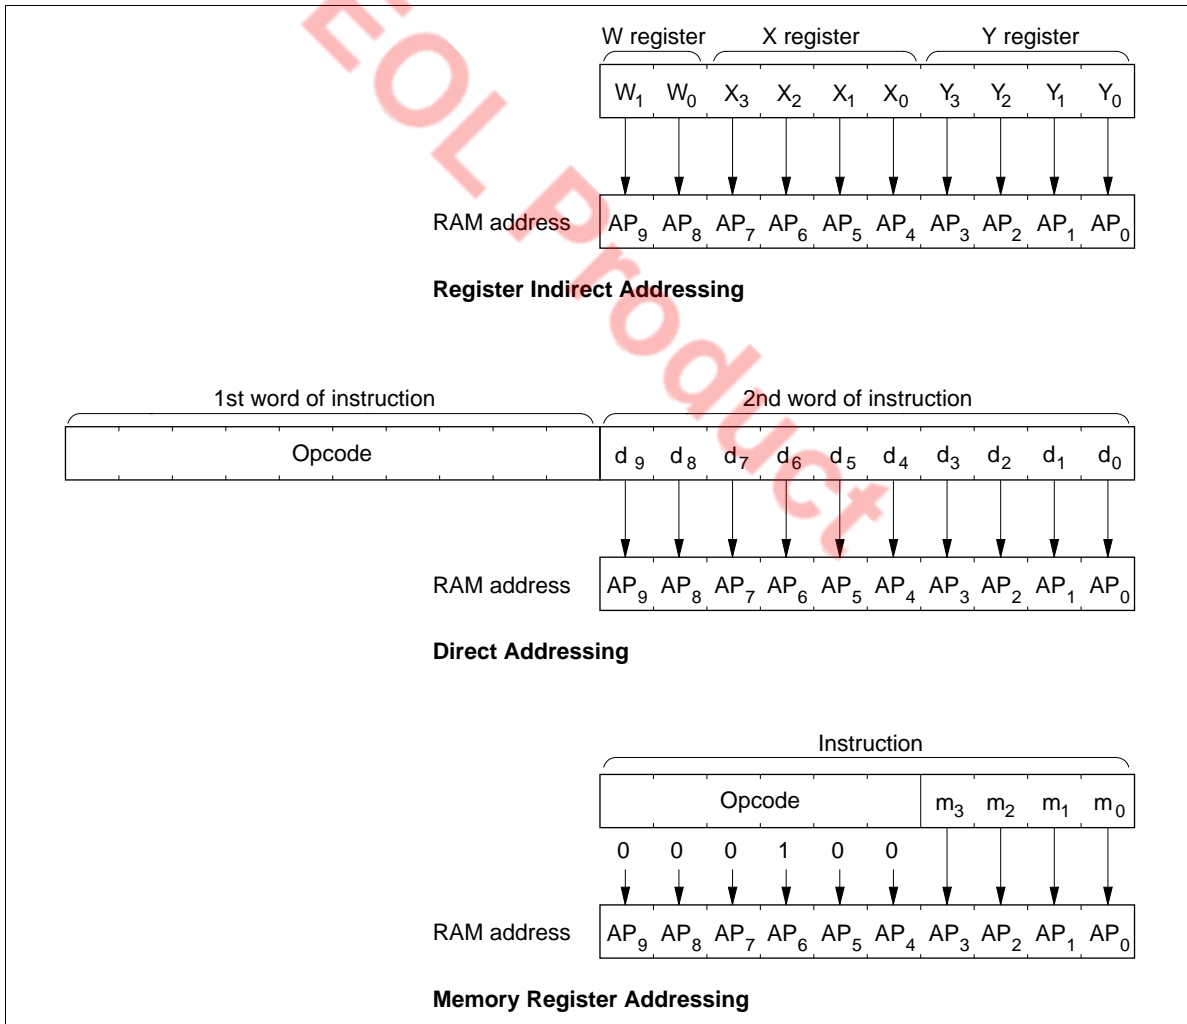 W register X register Y register
W1 W0 X3 X2 X1 X0 Y3 Y2 Y1 Y0
RAM address AP9 AP8 AP7 AP6 AP5 AP4 AP3 AP2 AP1 AP0
Register Indirect Addressing
1st word of instruction 2nd word of instruction
Opcode d9 d8 d7 d6 d5 d4 d3 d2 d1 d0
RAM address AP9 AP8 AP7 AP6 AP5 AP4 AP3 AP2 AP1 AP0
Direct Addressing
Instruction
Opcode m3 m2 m1 m0
0 0 0 1 0 0
RAM address AP9 AP8 AP7 AP6 AP5 AP4 AP3 AP2 AP1 AP0
Memory Register Addressing
EOL Product